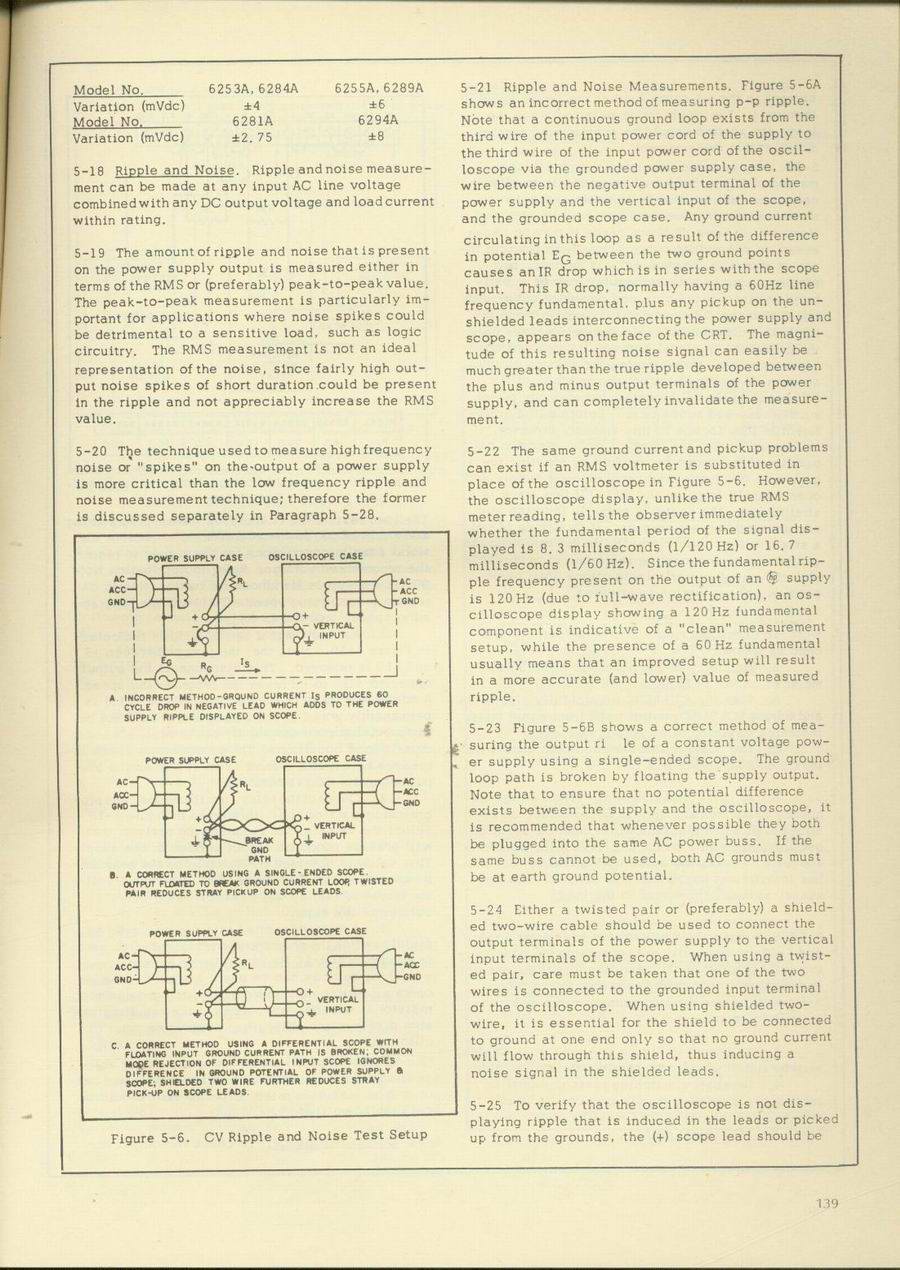 Model No. 6253A, 6284A 6255A, 6289A
Variation (mVdc) ±4 ±6
Model No. 6281A 6294A
Variation (mVdc) ±2.75 ±8
5-18 Ripple and Noise. Ripple and noise measure-
ment can be made at any input AC line voltage
combined with any DC output voltage and load current
within rating.
5-19 The amount of ripple and noise that is present
on the power supply output is measured either in
terms of the RMS or (preferably) peak-to-peak value.
The peak-to-peak measurement is particularly im-
portant for applications where noise spikes could
be detrimental to a sensitive load, such as logic
circuitry. The RMS measurement is not an ideal
representation of the noise, since fairly high out-
put noise spikes of short duration could be present
in the ripple and not appreciably increase the RMS
value.
5-20 The technique used to measure high frequency
noise or "spikes" on the output of a power supply
is more critical than the low frequency ripple and
noise measurement technique; therefore the former
is discussed separately in Paragraph 5-28.
POWER SUPPLY CASE OSCILLOSCOPE CASE
AC
ACC
GND
RL
+
-
+
-
VERTICAL
INPUT
AC
ACC
GND
EG
RG
IS
A. INCORRECT METHOD-GROUND CURRENT IS PRODUCES 60
CYCLE DROP IN NEGATIVE LEAD WHICH ADDS TO THE POWER
SUPPLY RIPPLE DISPLAYED ON SCOPE.
POWER SUPPLY CASE OSCILLOSCOPE CASE
AC
ACC
GND
RL
+
-
BREAK
GND
PATH
+
-
VERTICAL
INPUT
AC
ACC
GND
B. A CORRECT METHOD USING A SINGLE-ENDED SCOPE.
OUTPUT FLOATED TO BREAK GROUND CURRENT LOOP, TWISTED
PAIR REDUCES STRAY PICKUP ON SCOPE LEADS.
POWER SUPPLY CASE OSCILLOSCOPE CASE
AC
ACC
GND
RL
+
-
+
-
VERTICAL
INPUT
AC
ACC
GND
C. A CORRECT METHOD USING A DIFFERENTIAL SCOPE WITH
FLOATING INPUT GROUND CURRENT PATH IS BROKEN; COMMON
MODE REJECTION OF DIFFERENTIAL INPUT SCOPE IGNORES
DIFFERENCE IN GROUND POTENTIAL OF POWER SUPPLY &
SCOPE; SHIELDED TWO WIRE FURTHER REDUCES STRAY
PICK-UP ON SCOPE LEADS.
Figure 5-6. CV Ripple and Noise Test Setup
5-21 Ripple and Noise Measurements. Figure 5-6A
shows an incorrect method of measuring p-p ripple.
Note that a continuous ground loop exists from the
third wire of the input power cord of the supply to
the third wire of the input power cord of the oscil-
loscope via the grounded power supply case, the
wire between the negative output terminal of the
power supply and the vertical input of the scope,
and the grounded scope case. Any ground current
circulating in this loop as a result of the difference
in potential EG between the two ground points
causes an IR drop which is in series with the scope
input. This IR drop, normally having a 60Hz line
frequency fundamental, plus any pickup on the un-
shielded leads interconnecting the power supply and
scope, appears on the face of the CRT. The magni-
tude of this resulting noise signal can easily be
much greater than the true ripple developed between
the plus and minus output terminals of the power
supply, and can completely invalidate the measure-
ment.
5-22 The same ground current and pickup problems
can exist if an RMS voltmeter is substituted in
place of the oscilloscope in Figure 5-6. However,
the oscilloscope display, unlike the true RMS
meter reading, tells the observer immediately
whether the fundamental period of the signal dis-
played is 8.3 milliseconds (1/120 Hz) or 16.7
milliseconds (1/60 Hz). Since the fundamental rip-
ple frequency present on the output of an hp supply
is 120 Hz (due to full-wave rectification), an os-
cilloscope display showing a 120 Hz fundamental
component is indicative of a "clean" measurement
setup, while the presence of a 60 Hz fundamental
usually means that an improved setup will result
in a more accurate (and lower) value of measured
ripple.
5-23 Figure 5-6B shows a correct method of mea-
suring the output ri le of a constant voltage pow-
er supply using a single-ended scope. The ground
loop path is broken by floating the supply output.
Note that to ensure fhat no potential difference
exists between the supply and the oscilloscope, it
is recommended that whenever possible they both
be plugged into the same AC power buss. If the
same buss cannot be used, both AC grounds must
be at earth ground potential.
5-24 Either a twisted pair or (preferably) a shield-
ed two-wire cable should be used to connect the
output terminals of the power supply to the vertical
input terminals of the scope. When using a twist-
ed pair, care must be taken that one of the two
wires is connected to the grounded input terminal
of the oscilloscope. When using shielded two-
wire, it is essential for the shield to be connected
to ground at one end only so that no ground current
will flow through this shield, thus inducing a
noise signal in the shielded leads.
5-25 To verify that the oscilloscope is not dis-
playing ripple that is induced in the leads or picked
up from the grounds, the (+) scope lead should be
139